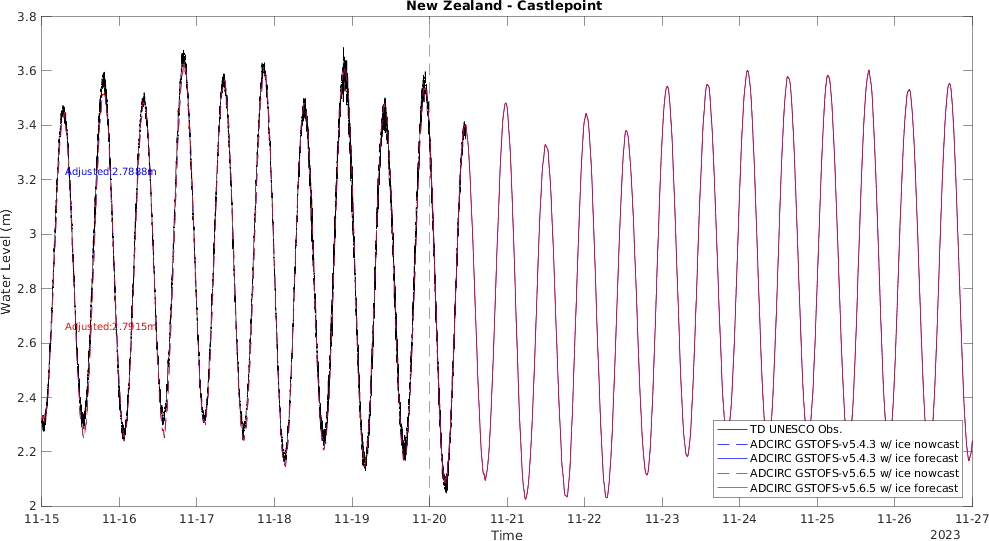 New Zealand - Castlepoint
Water Level (m)
3.8
3.6
3.4
3.2
3
2.8
2.6
2.4
2.2
2
Adjusted:2.7888m
Adjusted:2.7915m
TD UNESCO Obs.
ADCIRC GSTOFS-v5.4.3 w/ ice nowcast
ADCIRC GSTOFS-v5.4.3 w/ ice forecast
ADCIRC GSTOFS-v5.6.5 w/ ice nowcast
ADCIRC GSTOFS-v5.6.5 w/ ice forecast
11-15 11-16 11-17 11-18 11-19 11-20 11-21 11-22 11-23 11-24 11-25 11-26 11-27
Time
2023